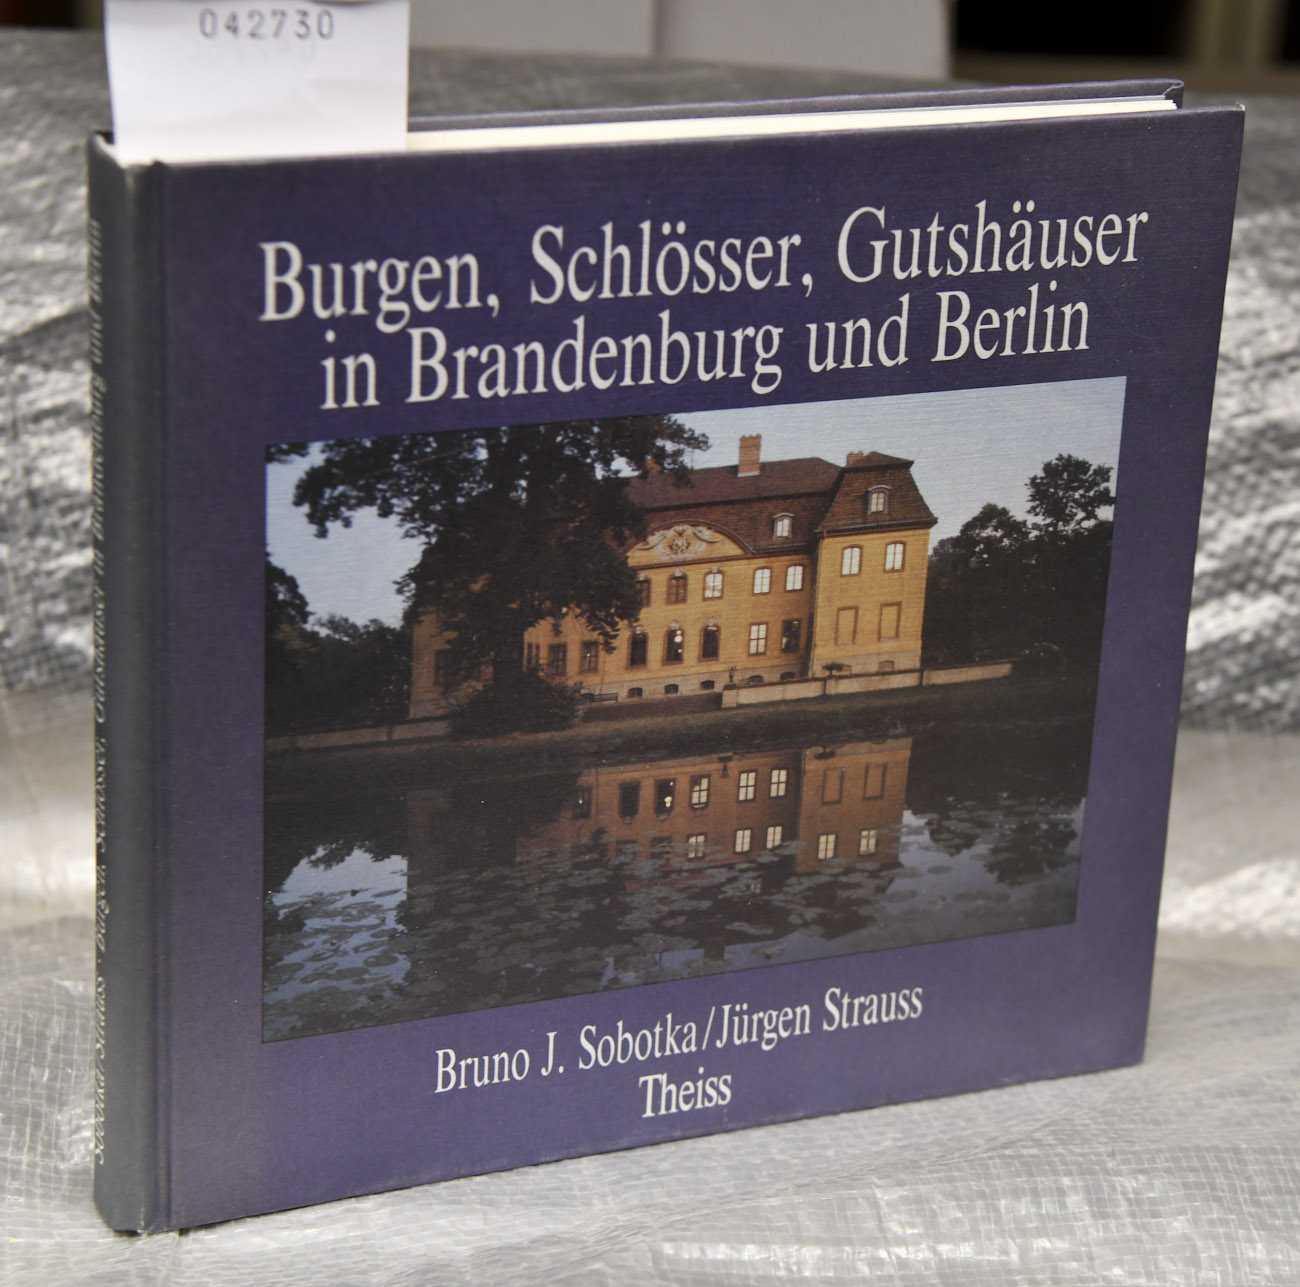 042730
Burgen, Schlösser, Gutshäuser
in Brandenburg und Berlin
Bruno J. Sobotka/Jürgen Strauss
Theiss